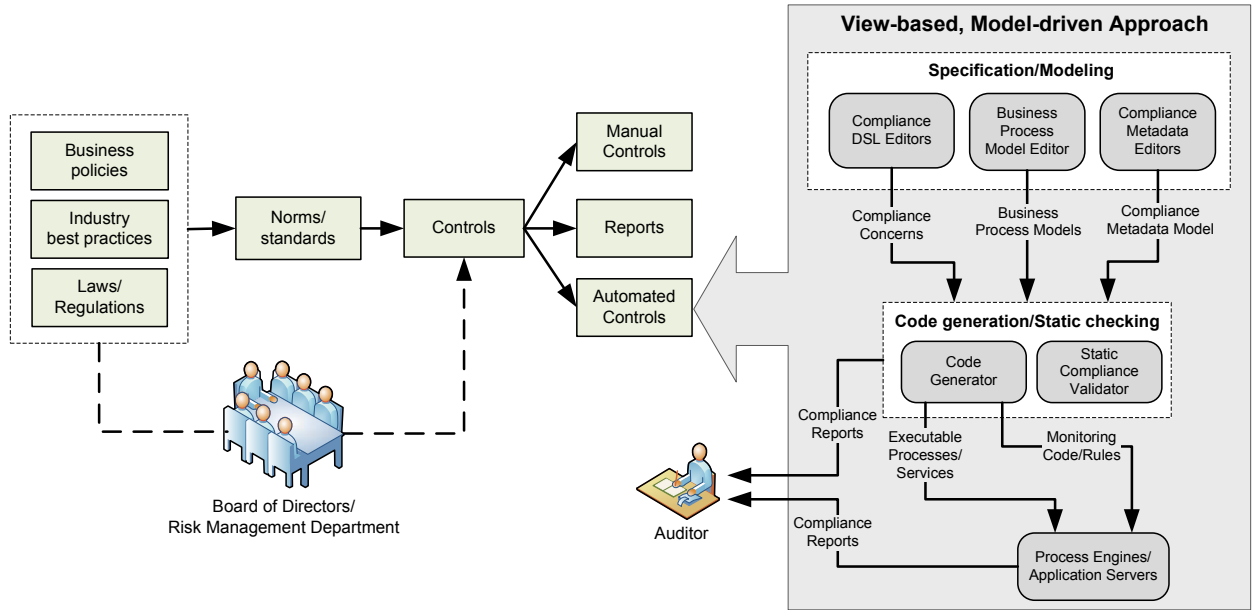 View-based, Model-driven Approach
Specification/Modeling
Compliance
DSL Editors
Business
Process
Model Editor
Compliance
Metadata
Editors
Business
policies
Industry
best practices
Laws/
Regulations
Norms/
standards
Controls
Manual
Controls
Reports
Automated
Controls
Compliance
Concerns
Business
Process Models
Compliance
Metadata Model
Code generation/Static checking
Code
Generator
Static
Compliance
Validator
Compliance
Reports
Executable
Processes/
Services
Monitoring
Code/Rules
Board of Directors/
Risk Management Department
Auditor
Compliance
Reports
Process Engines/
Application Servers